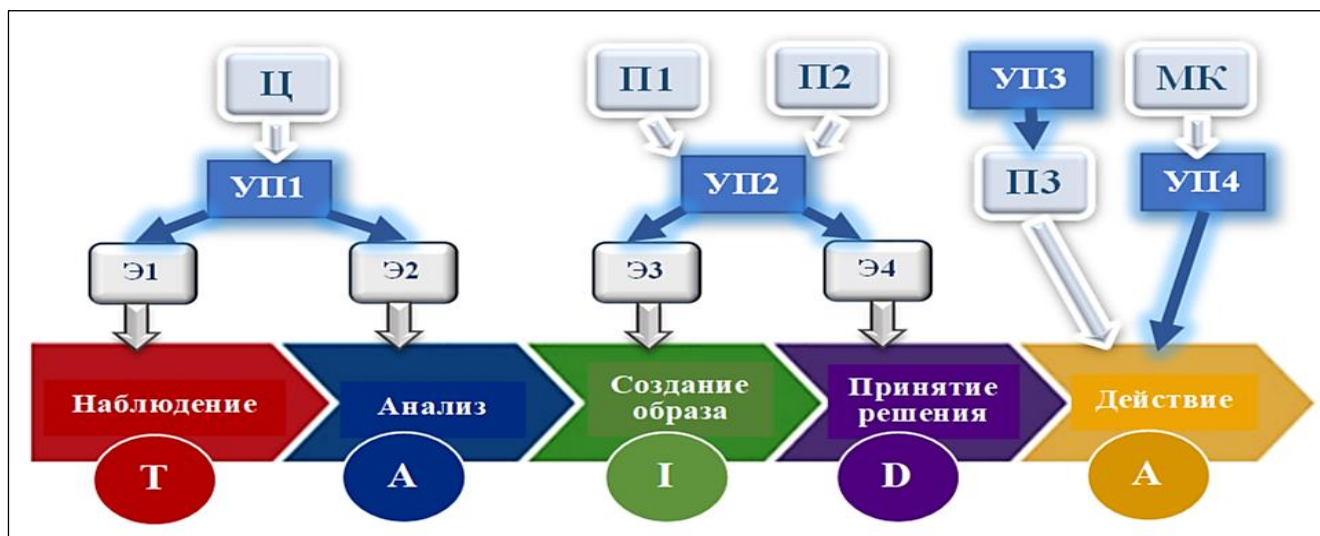 Ц
П1
П2
УП3
МК
УП1
УП2
П3
УП4
Э1
Э2
Э3
Э4
Наблюдение
Анализ
Создание
образа
Принятие
решения
Действие
T
A
I
D
A